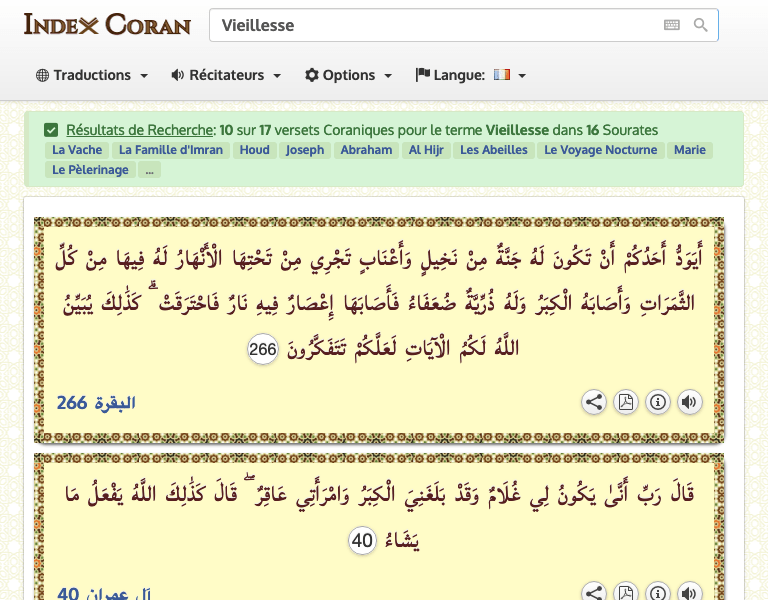 INDEX CORAN
Vieillesse
Traductions
Récitateurs
Options
Langue:
Résultats de Recherche: 10 sur 17 versets Coraniques pour le terme Vieillesse dans 16 Sourates
La Vache La Famille d'Imran Houd Joseph Abraham Al Hijr Les Abeilles Le Voyage Nocturne Marie
Le Pèlerinage ...
أَيَوَدُّ أَحَدُكُمْ أَنْ تَكُونَ لَهُ جَنَّةٌ مِنْ نَخِيلٍ وَأَعْنَابٍ تَجْرِي مِنْ تَحْتِهَا الْأَنْهَارُ لَهُ فِيهَا مِنْ كُلِّ
الثَّمَرَاتِ وَأَصَابَهُ الْكِبَرُ وَلَهُ ذُرِّيَّةٌ ضُعَفَاءُ فَأَصَابَهَا إِعْصَارٌ فِيهِ نَارٌ فَاحْتَرَقَتْ ۗ كَذَٰلِكَ يُبَيِّنُ
اللَّهُ لَكُمُ الْآيَاتِ لَعَلَّكُمْ تَتَفَكَّرُونَ 266
البقرة 266
قَالَ رَبِّ أَنَّىٰ يَكُونُ لِي غُلَامٌ وَقَدْ بَلَغَنِيَ الْكِبَرُ وَامْرَأَتِي عَاقِرٌ ۖ قَالَ كَذَٰلِكَ اللَّهُ يَفْعَلُ مَا
يَشَاءُ 40
آل عمران 40